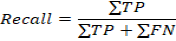 Recall = ∑TP / ∑TP + ∑FN